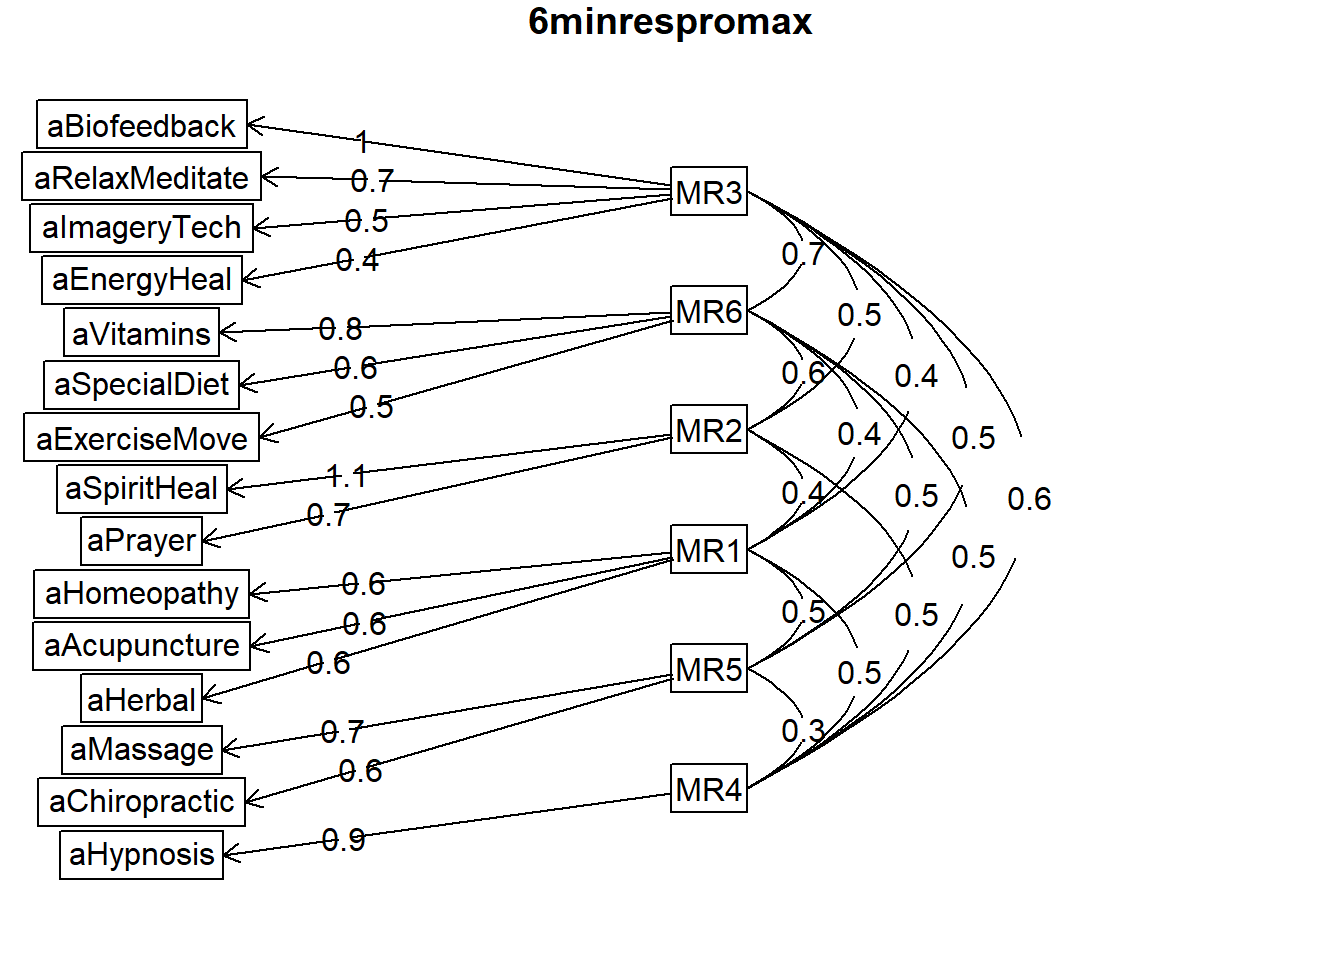 6minrespromax
aBiofeedback
1
aRelaxMeditate
0.7
MR3
aImageryTech
0.5
aEnergyHeal
0.4
0.7
aVitamins
0.8
MR6
0.5
aSpecialDiet
0.6
0.6
0.4
aExerciseMove
0.5
MR2
0.4
0.5
aSpiritHeal
1.1
0.4
0.5
0.6
aPrayer
0.7
MR1
0.5
aHomeopathy
0.6
0.5
0.5
aAcupuncture
0.6
aHerbal
0.6
MR5
0.5
aMassage
0.7
0.3
aChiropractic
0.6
MR4
aHypnosis
0.9